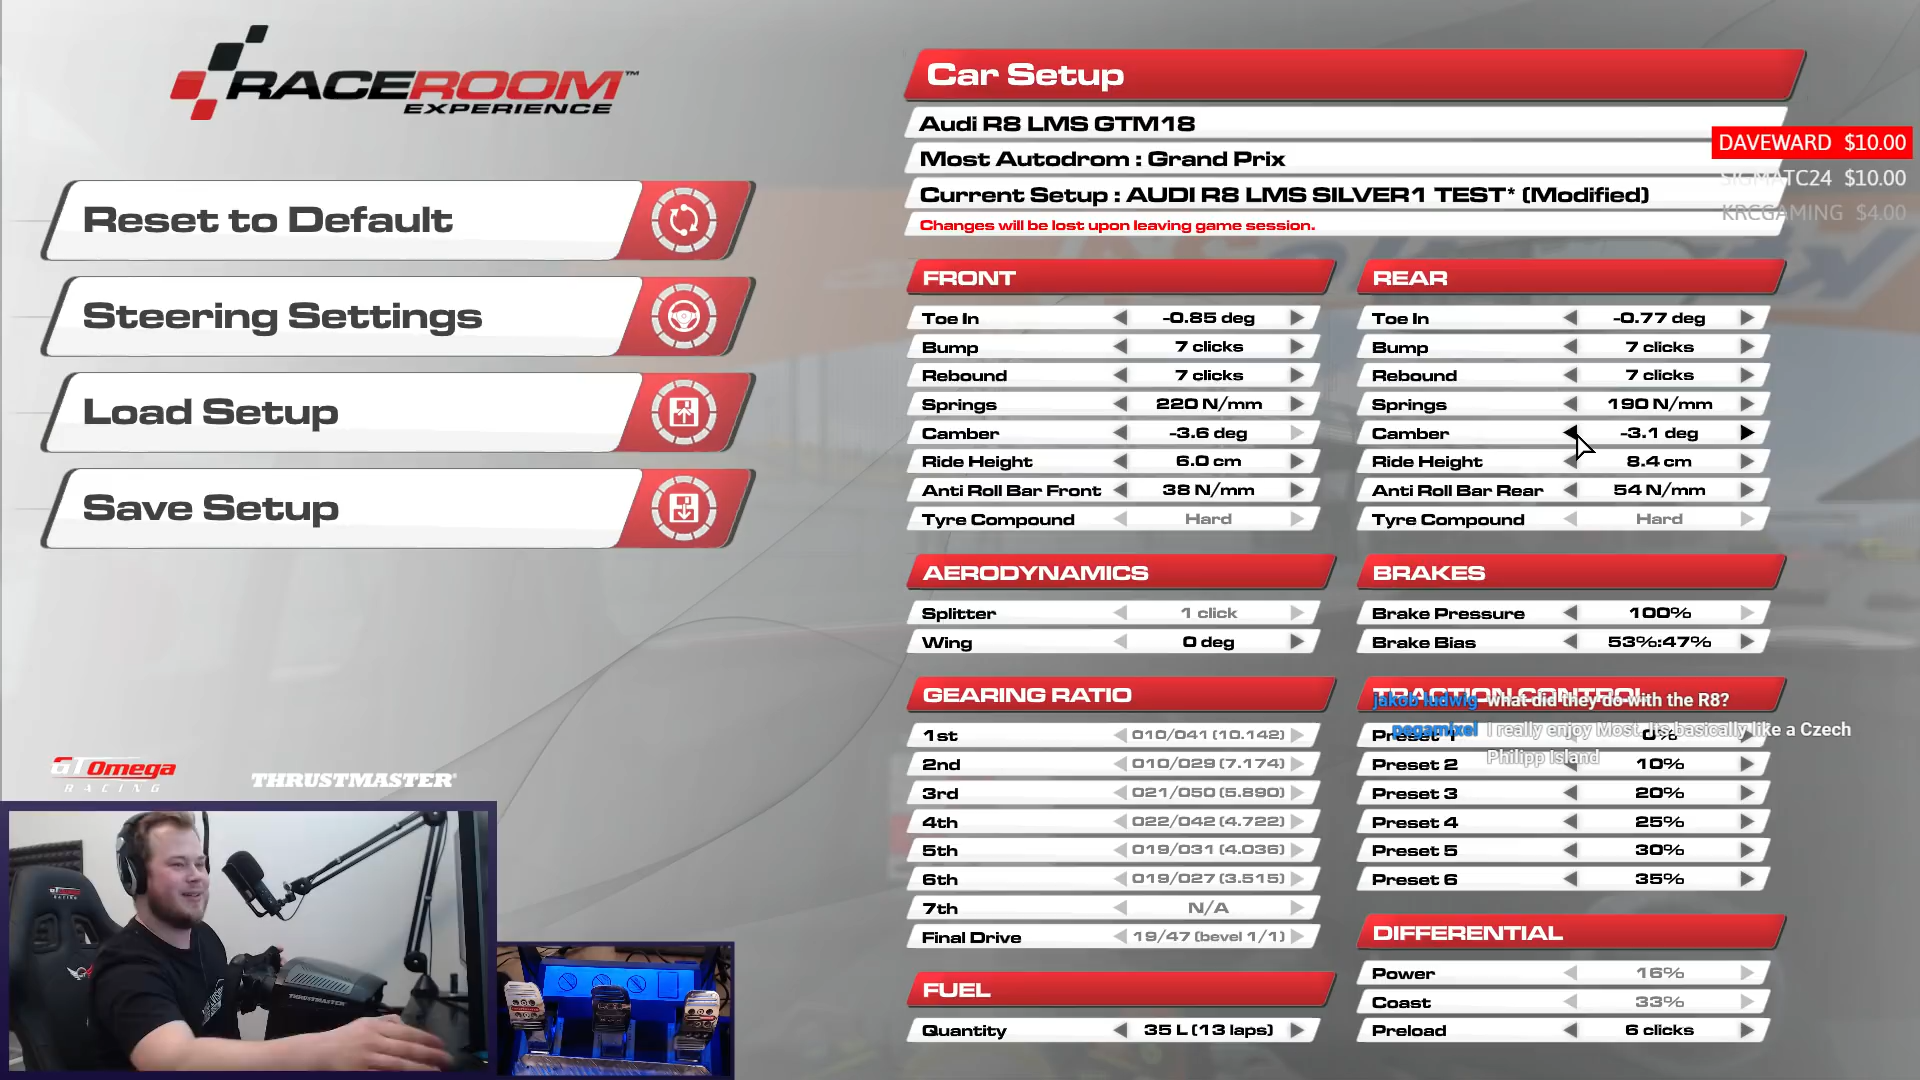 RACEROOM™
EXPERIENCE
Reset to Default
Steering Settings
Load Setup
Save Setup
GTOmega
RACING
THRUSTMASTER
Car Setup
Audi R8 LMS GTM18
Most Autodrom : Grand Prix
Current Setup : AUDI R8 LMS SILVER1 TEST* (Modified)
Changes will be lost upon leaving game session.
DAVEWARD $10.00
SIGMATC24 $10.00
KRCGAMING $4.00
FRONT
Toe In -0.85 deg
Bump 7 clicks
Rebound 7 clicks
Springs 220 N/mm
Camber -3.6 deg
Ride Height 6.0 cm
Anti Roll Bar Front 38 N/mm
Tyre Compound Hard
REAR
Toe In -0.77 deg
Bump 7 clicks
Rebound 7 clicks
Springs 190 N/mm
Camber -3.1 deg
Ride Height 8.4 cm
Anti Roll Bar Rear 54 N/mm
Tyre Compound Hard
AERODYNAMICS
Splitter 1 click
Wing 0 deg
BRAKES
Brake Pressure 100%
Brake Bias 53%:47%
GEARING RATIO
1st 010/041 (10.142)
2nd 010/029 (7.174)
3rd 021/050 (5.890)
4th 022/042 (4.722)
5th 019/031 (4.036)
6th 019/027 (3.515)
7th N/A
Final Drive 19/47 (bevel 1/1)
TRACTION CONTROL
jakob ludwig what did they do with the R8?
pegamixel I really enjoy Most. Its basically like a Czech
Philipp Island
Preset 1 0%
Preset 2 10%
Preset 3 20%
Preset 4 25%
Preset 5 30%
Preset 6 35%
FUEL
Quantity 35 L (13 laps)
DIFFERENTIAL
Power 16%
Coast 33%
Preload 6 clicks
THRUSTMASTER